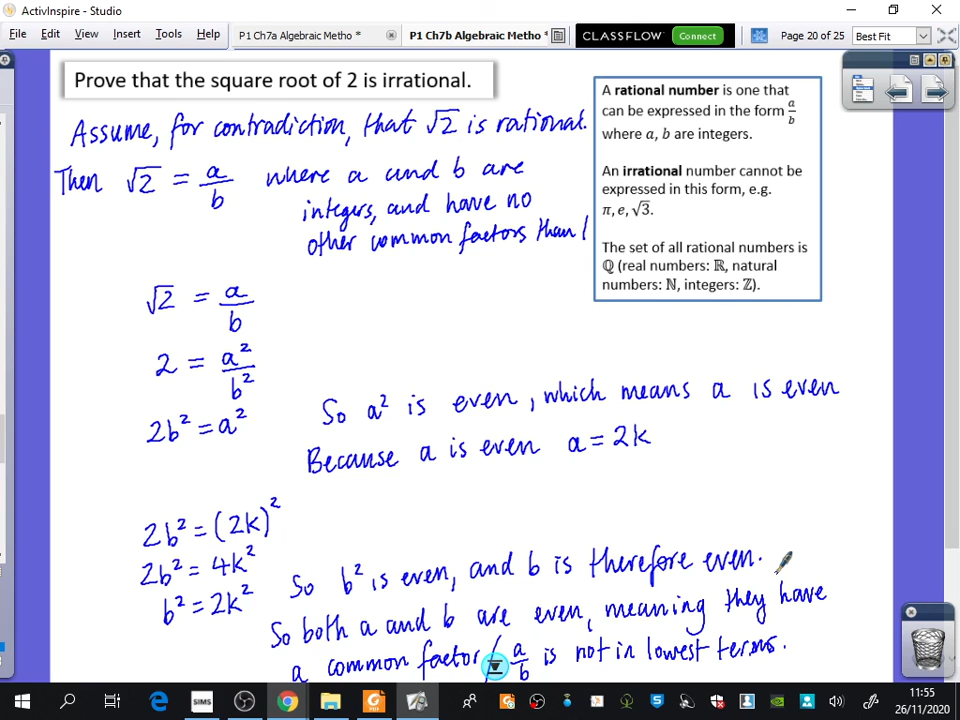 ActivInspire - Studio
File Edit View Insert Tools Help
P1 Ch7a Algebraic Metho *
P1 Ch7b Algebraic Metho *
CLASSFLOW Connect
Page 20 of 25
Best Fit
Prove that the square root of 2 is irrational.
Assume, for contradiction, that √2 is rational.
Then √2 = a/b where a and b are
integers, and have no
other common factors than 1
A rational number is one that
can be expressed in the form a/b
where a, b are integers.
An irrational number cannot be
expressed in this form, e.g.
π, e, √3.
The set of all rational numbers is
ℚ (real numbers: ℝ, natural
numbers: ℕ, integers: ℤ).
√2 = a/b
2 = a²/b²
2b² = a²
So a² is even, which means a is even
Because a is even a = 2k
2b² = (2k)²
2b² = 4k²
b² = 2k²
So b² is even, and b is therefore even.
So both a and b are even, meaning they have
a common factor / a/b is not in lowest terms.
SIMS
11:55
26/11/2020